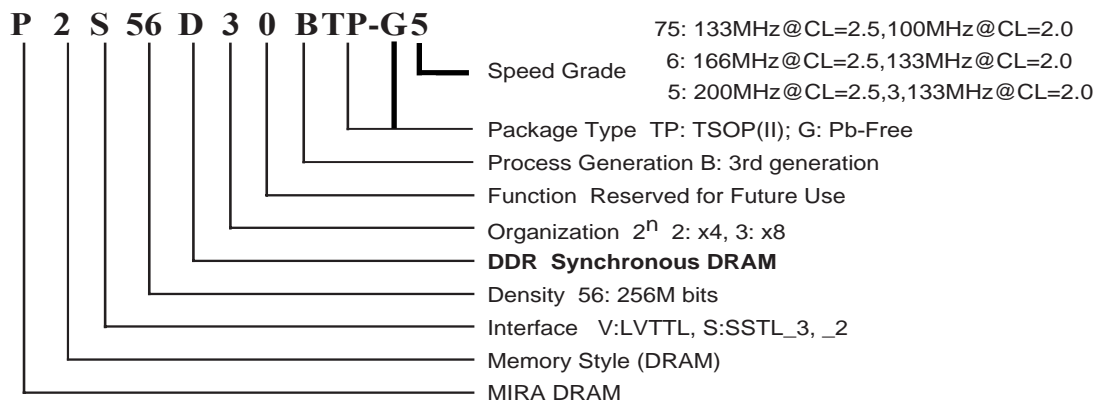 P 2 S 56 D 3 0 BTP-G5
75: 133MHz@CL=2.5,100MHz@CL=2.0
Speed Grade 6: 166MHz@CL=2.5,133MHz@CL=2.0
5: 200MHz@CL=2.5,3,133MHz@CL=2.0
Package Type TP: TSOP(II); G: Pb-Free
Process Generation B: 3rd generation
Function Reserved for Future Use
Organization 2n 2: x4, 3: x8
DDR Synchronous DRAM
Density 56: 256M bits
Interface V:LVTTL, S:SSTL_3, _2
Memory Style (DRAM)
MIRA DRAM